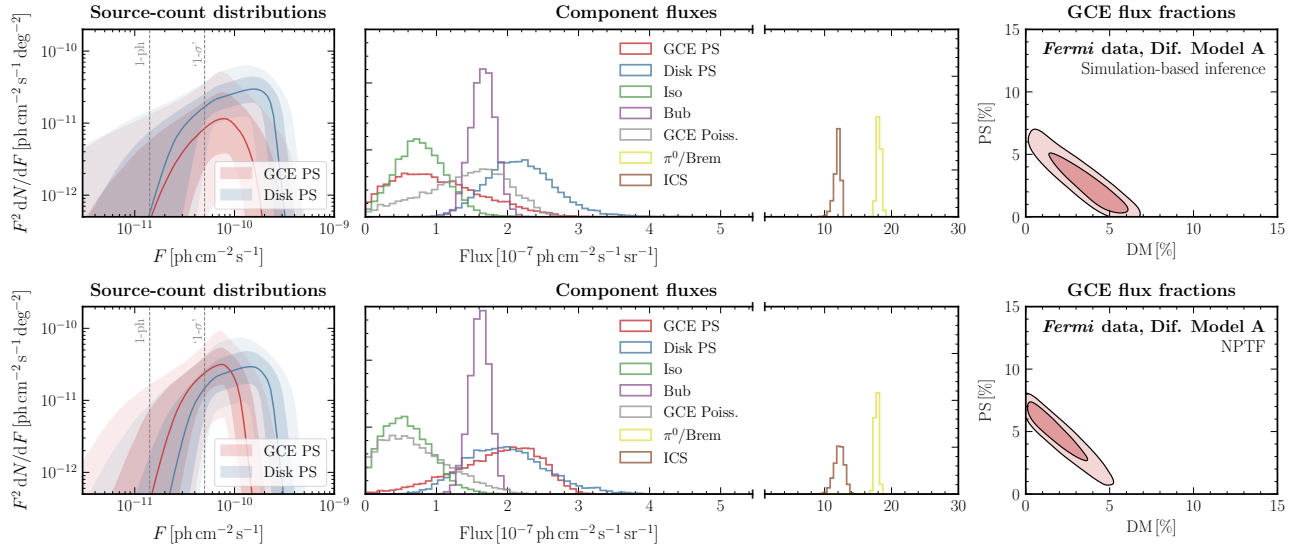 Source-count distributions
Component fluxes
GCE flux fractions
F² dN/dF [ph cm⁻² s⁻¹ deg⁻²]
10⁻¹⁰
10⁻¹¹
10⁻¹²
1-ph
'1-σ'
GCE PS
Disk PS
10⁻¹¹
10⁻¹⁰
10⁻⁹
F [ph cm⁻² s⁻¹]
GCE PS
Disk PS
Iso
Bub
GCE Poiss.
π⁰/Brem
ICS
0
1
2
3
4
5
10
20
30
Flux [10⁻⁷ ph cm⁻² s⁻¹ sr⁻¹]
Fermi data, Dif. Model A
Simulation-based inference
PS [%]
15
10
5
0
0
5
10
15
DM [%]
Source-count distributions
Component fluxes
GCE flux fractions
F² dN/dF [ph cm⁻² s⁻¹ deg⁻²]
10⁻¹⁰
10⁻¹¹
10⁻¹²
1-ph
'1-σ'
GCE PS
Disk PS
10⁻¹¹
10⁻¹⁰
10⁻⁹
F [ph cm⁻² s⁻¹]
GCE PS
Disk PS
Iso
Bub
GCE Poiss.
π⁰/Brem
ICS
0
1
2
3
4
5
10
20
30
Flux [10⁻⁷ ph cm⁻² s⁻¹ sr⁻¹]
Fermi data, Dif. Model A
NPTF
PS [%]
15
10
5
0
0
5
10
15
DM [%]